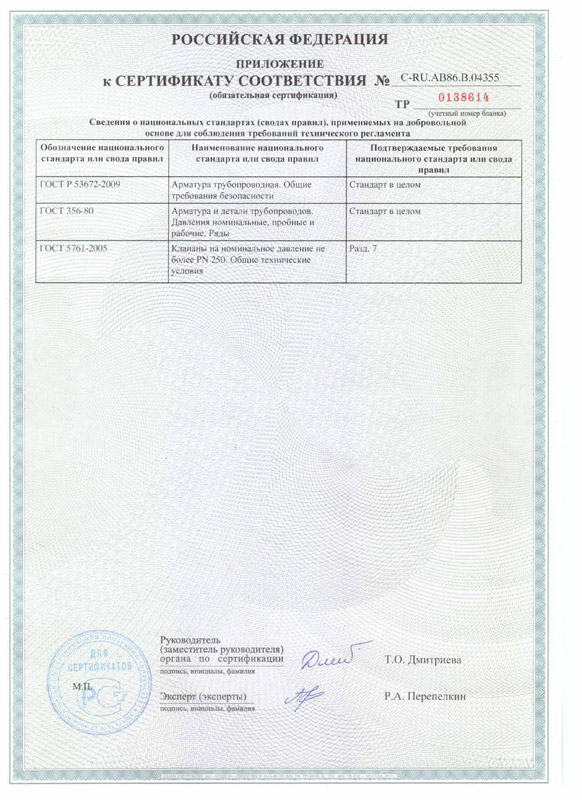 РОССИЙСКАЯ ФЕДЕРАЦИЯ
ПРИЛОЖЕНИЕ
к СЕРТИФИКАТУ СООТВЕТСТВИЯ № C-RU.АВ86.В.04355
(обязательная сертификация)
ТР 0138614
(учетный номер бланка)
Сведения о национальных стандартах (сводах правил), применяемых на добровольной
основе для соблюдения требований технического регламента
Обозначение национального
стандарта или свода правил
Наименование национального
стандарта или свода правил
Подтверждаемые требования
национального стандарта или свода
правил
ГОСТ Р 53672-2009
Арматура трубопроводная. Общие
требования безопасности
Стандарт в целом
ГОСТ 356-80
Арматура и детали трубопроводов.
Давления номинальные, пробные и
рабочие. Ряды
Стандарт в целом
ГОСТ 5761-2005
Клапаны на номинальное давление не
более PN 250. Общие технические
условия
Разд. 7
Руководитель
(заместитель руководителя)
органа по сертификации
подпись, инициалы, фамилия
Т.О. Дмитриева
Эксперт (эксперты)
подпись, инициалы, фамилия
Р.А. Перепелкин
ДЛЯ
СЕРТИФИКАТОВ
М.П.